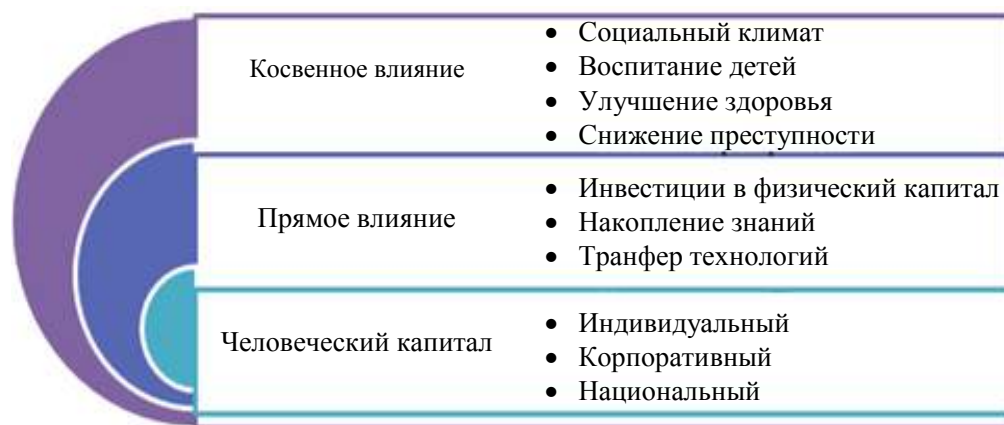 Косвенное влияние
• Социальный климат
• Воспитание детей
• Улучшение здоровья
• Снижение преступности
Прямое влияние
• Инвестиции в физический капитал
• Накопление знаний
• Транфер технологий
Человеческий капитал
• Индивидуальный
• Корпоративный
• Национальный